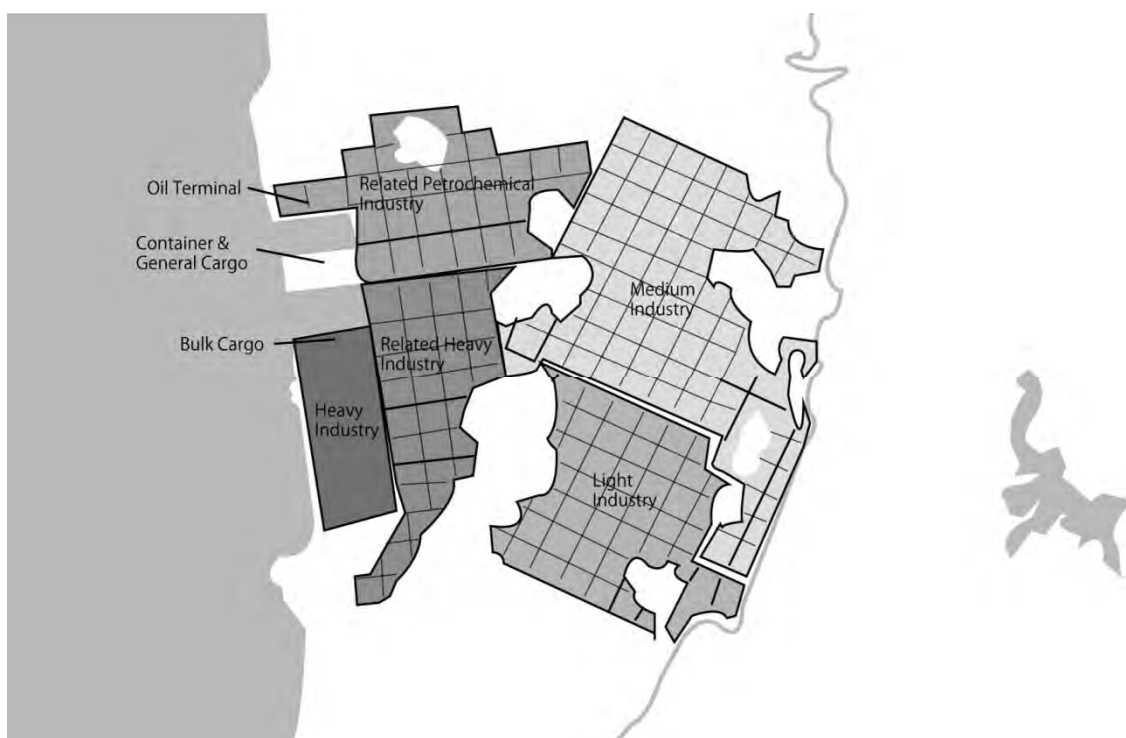 Oil Terminal
Related Petrochemical
Industry
Container &
General Cargo
Medium
Industry
Bulk Cargo
Related Heavy
Industry
Heavy
Industry
Light
Industry